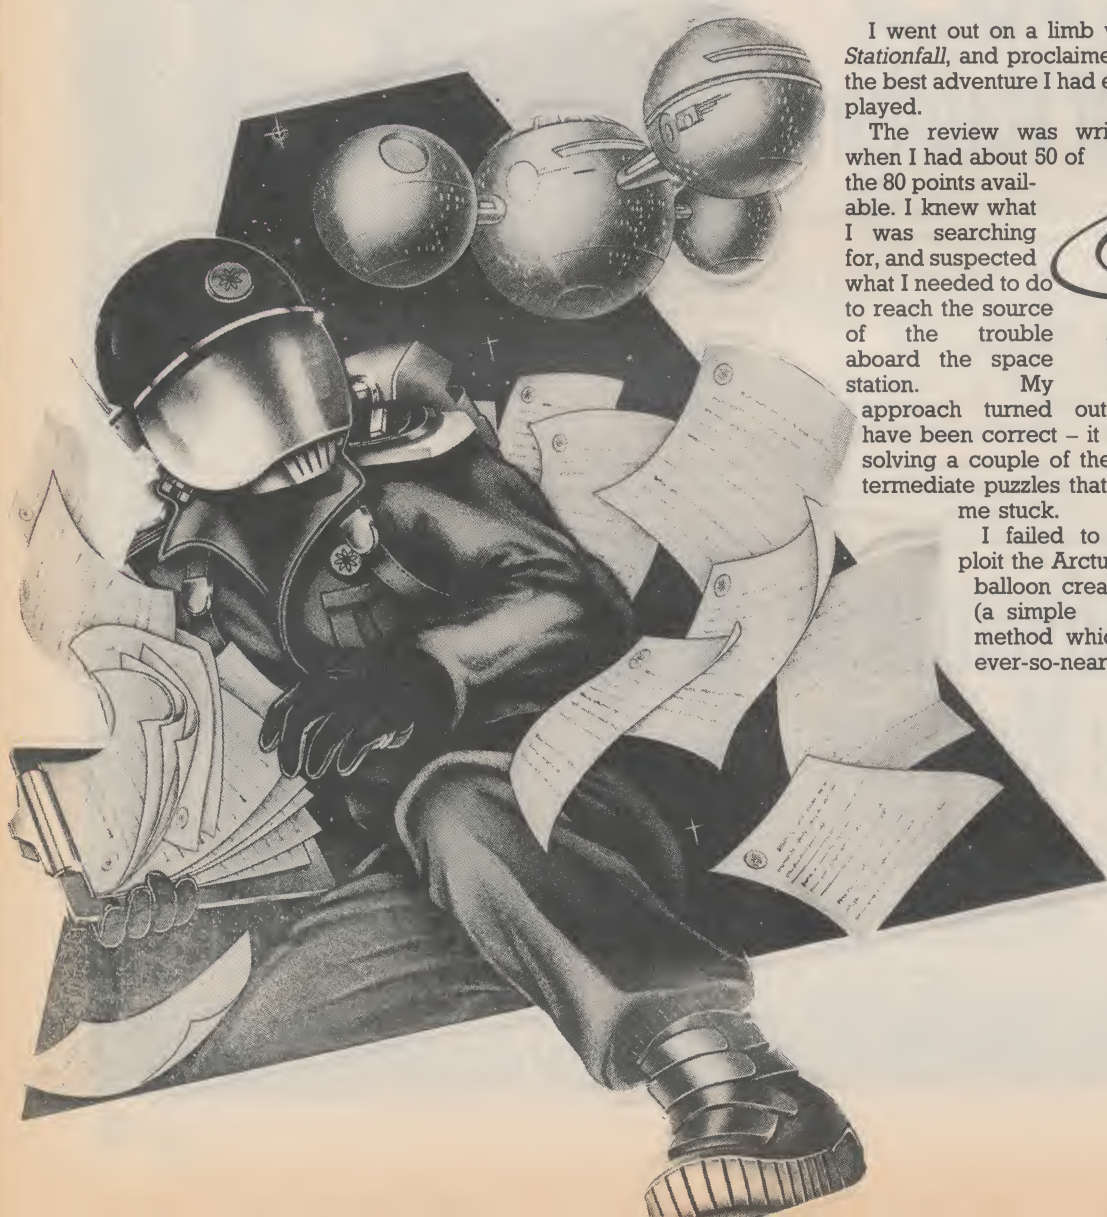 I went out on a limb
Stationfall, and proclaime
the best adventure I had e
played.
The review was wri
when I had about 50 of
the 80 points avail-
able. I knew what
I was searching
for, and suspected
what I needed to do
to reach the source
of the trouble
aboard the space
station. My
approach turned out
have been correct – it
solving a couple of the
termediate puzzles that
me stuck.
I failed to
ploit the Arctu
balloon crea
(a simple
method whic
ever-so-near